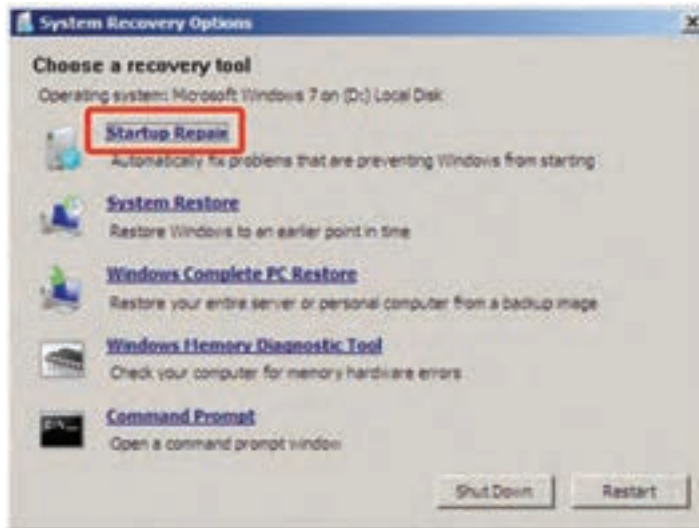 System Recovery Options
Choose a recovery tool
Operating system: Microsoft Windows 7 on (D:) Local Disk
Startup Repair
Automatically fix problems that are preventing Windows from starting
System Restore
Restore Windows to an earlier point in time
Windows Complete PC Restore
Restore your entire server or personal computer from a backup image
Windows Memory Diagnostic Tool
Check your computer for memory hardware errors
Command Prompt
Open a command prompt window
Shut Down
Restart